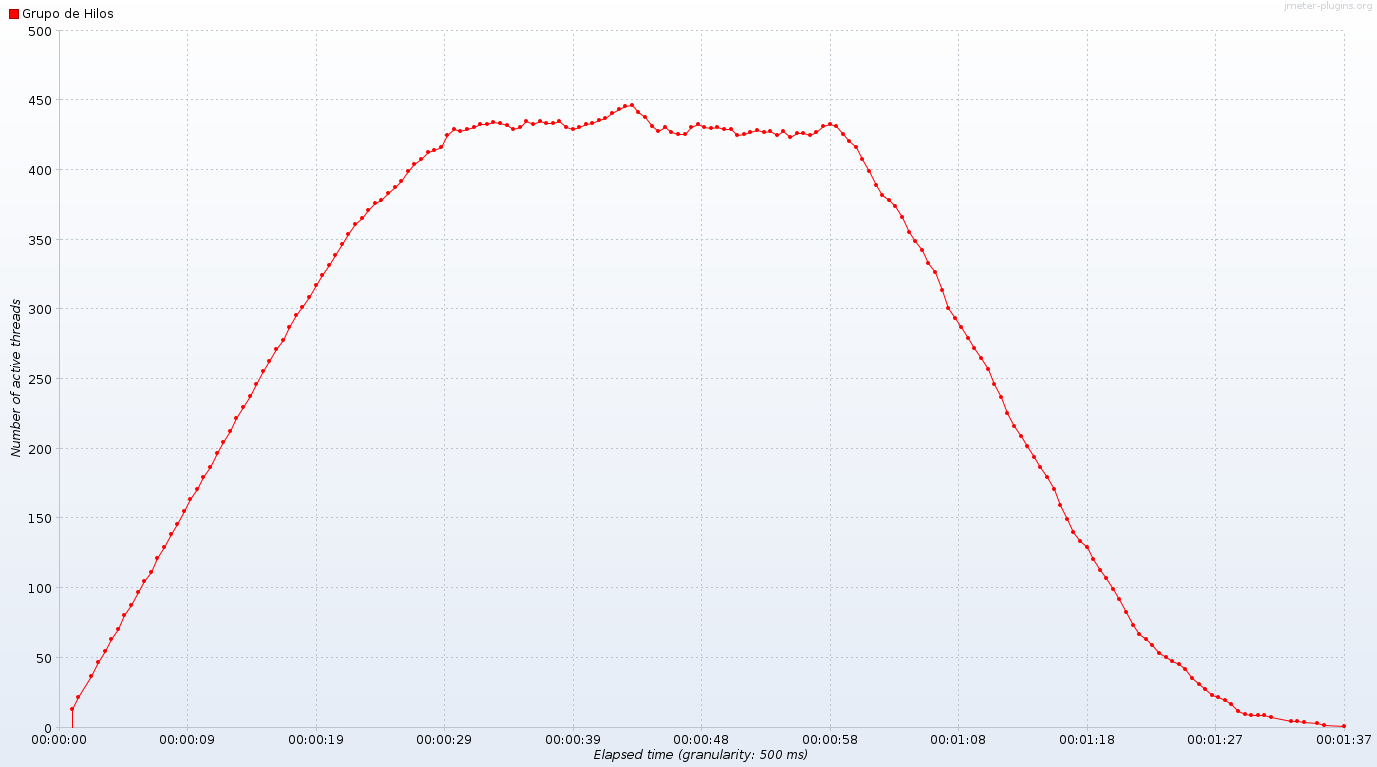 Grupo de Hilos
jmeter-plugins.org
500
450
400
350
300
250
200
150
100
50
0
Number of active threads
00:00:00 00:00:09 00:00:19 00:00:29 00:00:39 00:00:48 00:00:58 00:01:08 00:01:18 00:01:27 00:01:37
Elapsed time (granularity: 500 ms)